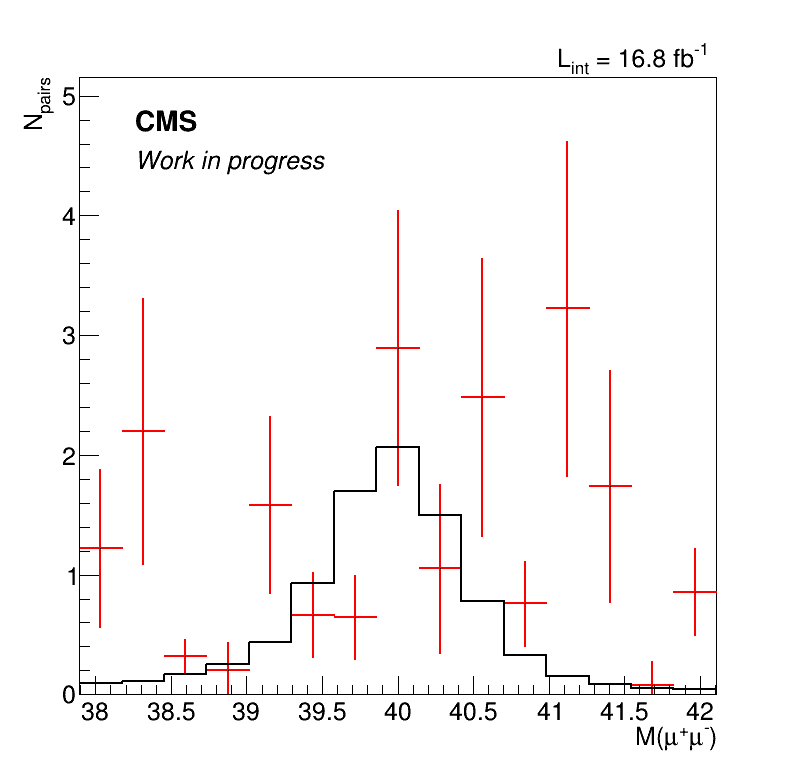 L_int = 16.8 fb⁻¹
N_pairs
CMS
Work in progress
5
4
3
2
1
0
38 38.5 39 39.5 40 40.5 41 41.5 42
M(μ⁺μ⁻)